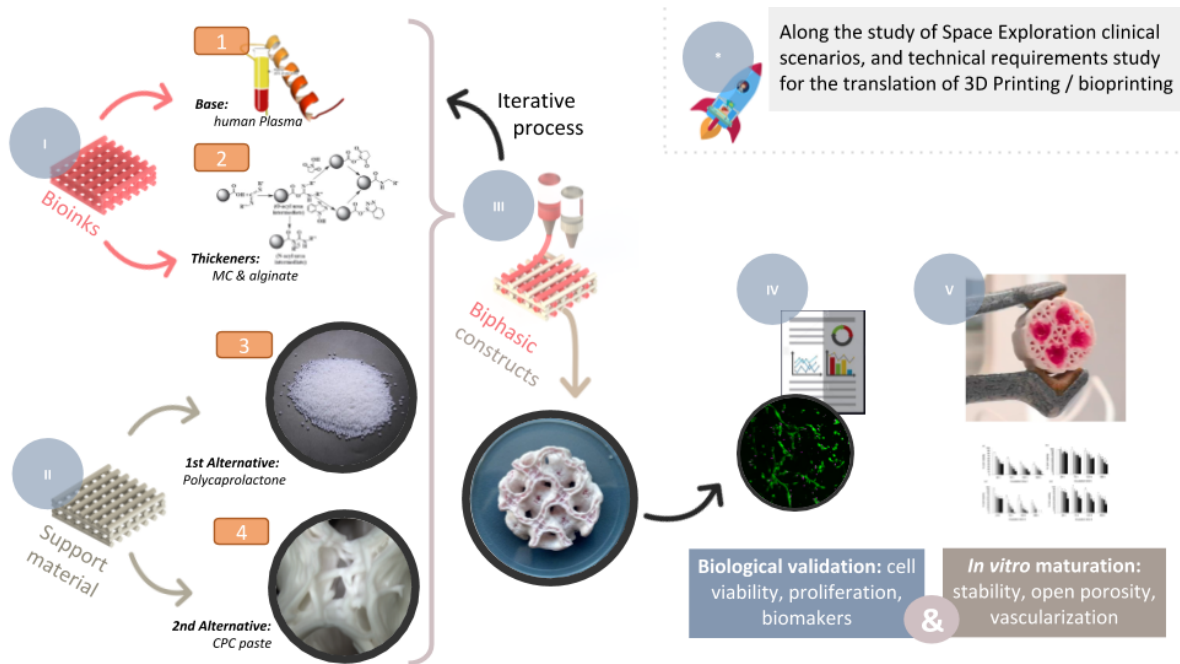 1
Base:
human Plasma
I
Bioinks
2
Thickeners:
MC & alginate
3
1st Alternative:
Polycaprolactone
II
Support
material
4
2nd Alternative:
CPC paste
Iterative
process
III
Biphasic
constructs
Along the study of Space Exploration clinical
scenarios, and technical requirements study
for the translation of 3D Printing / bioprinting
IV
V
Biological validation: cell
viability, proliferation,
biomakers
&
In vitro maturation:
stability, open porosity,
vascularization